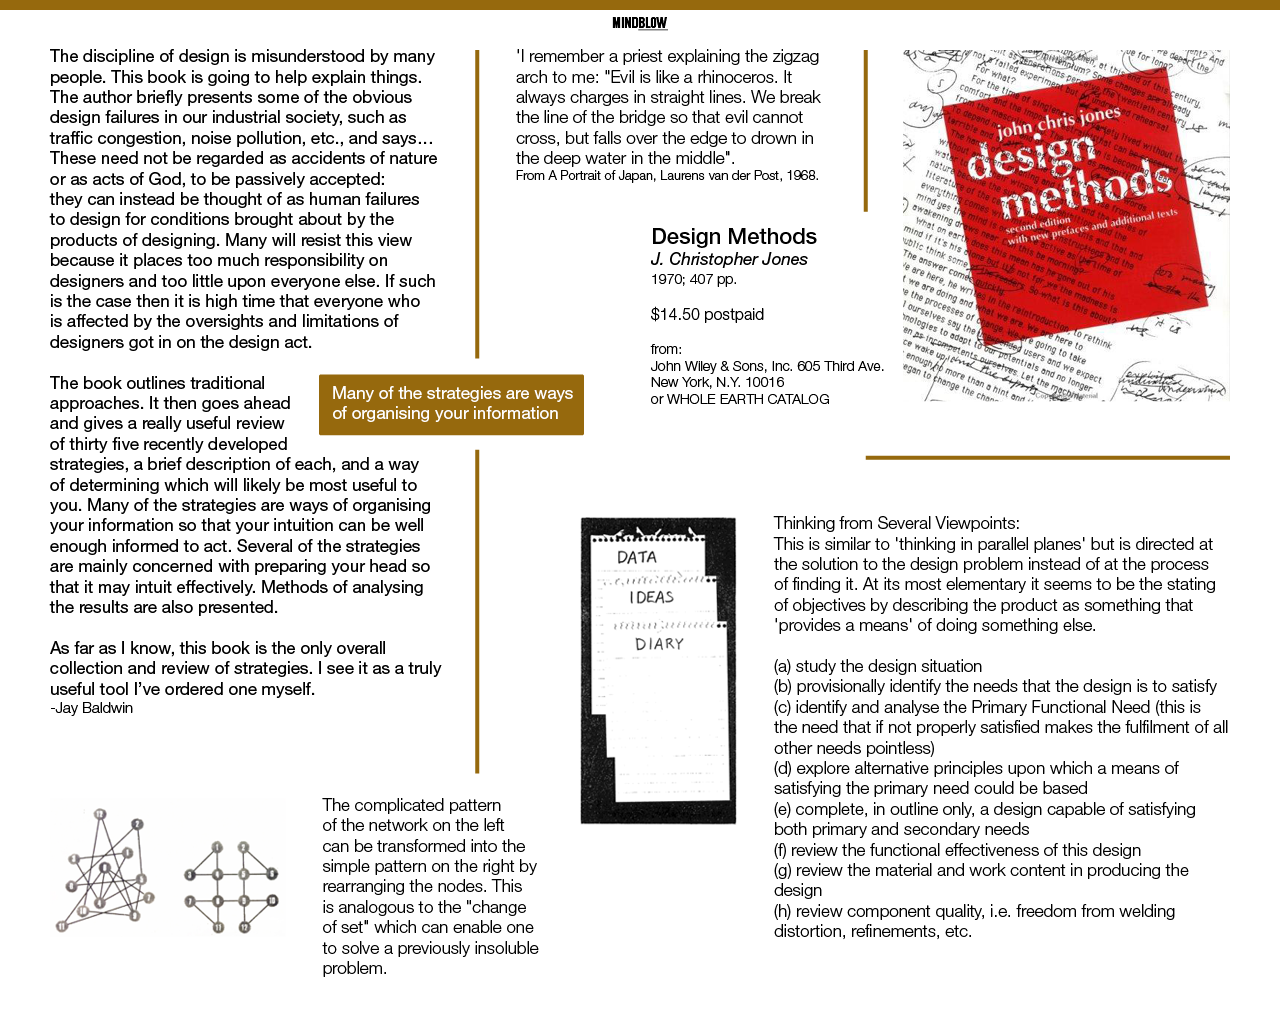 MINDBLOW
The discipline of design is misunderstood by many
people. This book is going to help explain things.
The author briefly presents some of the obvious
design failures in our industrial society, such as
traffic congestion, noise pollution, etc., and says…
These need not be regarded as accidents of nature
or as acts of God, to be passively accepted:
they can instead be thought of as human failures
to design for conditions brought about by the
products of designing. Many will resist this view
because it places too much responsibility on
designers and too little upon everyone else. If such
is the case then it is high time that everyone who
is affected by the oversights and limitations of
designers got in on the design act.
The book outlines traditional
approaches. It then goes ahead
and gives a really useful review
of thirty five recently developed
strategies, a brief description of each, and a way
of determining which will likely be most useful to
you. Many of the strategies are ways of organising
your information so that your intuition can be well
enough informed to act. Several of the strategies
are mainly concerned with preparing your head so
that it may intuit effectively. Methods of analysing
the results are also presented.
As far as I know, this book is the only overall
collection and review of strategies. I see it as a truly
useful tool I've ordered one myself.
-Jay Baldwin
Many of the strategies are ways
of organising your information
'I remember a priest explaining the zigzag
arch to me: "Evil is like a rhinoceros. It
always charges in straight lines. We break
the line of the bridge so that evil cannot
cross, but falls over the edge to drown in
the deep water in the middle".
From A Portrait of Japan, Laurens van der Post, 1968.
Design Methods
J. Christopher Jones
1970; 407 pp.
$14.50 postpaid
from:
John Wiley & Sons, Inc. 605 Third Ave.
New York, N.Y. 10016
or WHOLE EARTH CATALOG
john chris jones
design
methods
second edition
with new prefaces and additional texts
DATA
IDEAS
DIARY
Thinking from Several Viewpoints:
This is similar to 'thinking in parallel planes' but is directed at
the solution to the design problem instead of at the process
of finding it. At its most elementary it seems to be the stating
of objectives by describing the product as something that
'provides a means' of doing something else.
(a) study the design situation
(b) provisionally identify the needs that the design is to satisfy
(c) identify and analyse the Primary Functional Need (this is
the need that if not properly satisfied makes the fulfilment of all
other needs pointless)
(d) explore alternative principles upon which a means of
satisfying the primary need could be based
(e) complete, in outline only, a design capable of satisfying
both primary and secondary needs
(f) review the functional effectiveness of this design
(g) review the material and work content in producing the
design
(h) review component quality, i.e. freedom from welding
distortion, refinements, etc.
The complicated pattern
of the network on the left
can be transformed into the
simple pattern on the right by
rearranging the nodes. This
is analogous to the "change
of set" which can enable one
to solve a previously insoluble
problem.